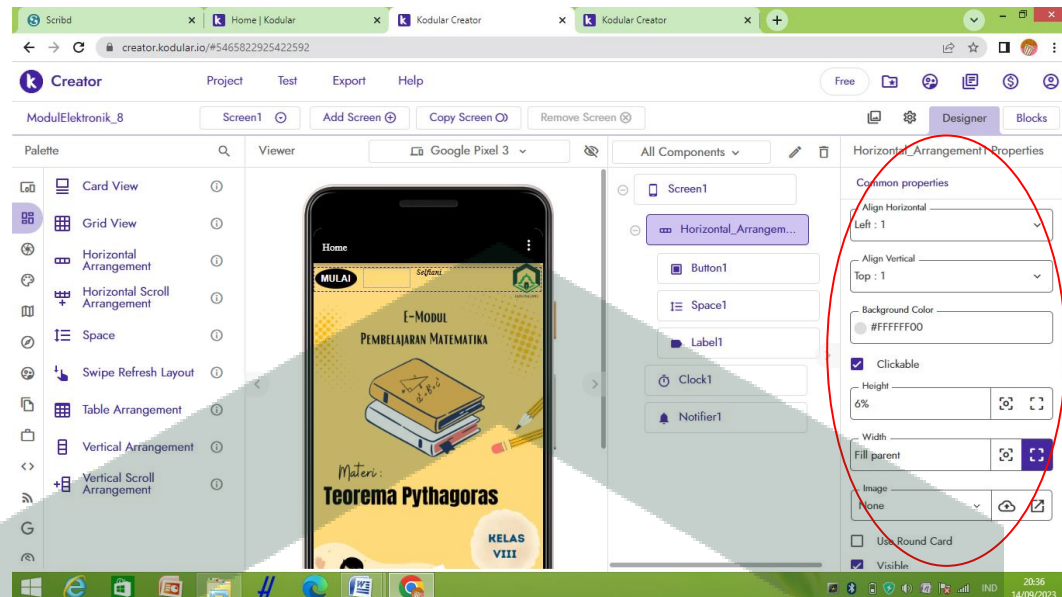 Scribd
Home | Kodular
Kodular Creator
Kodular Creator
creator.kodular.io/#5465822925422592
Creator
Project
Test
Export
Help
Free
ModulElektronik_8
Screen1
Add Screen
Copy Screen
Remove Screen
Designer
Blocks
Palette
Viewer
Google Pixel 3
All Components
Horizontal_Arrangement1 Properties
Card View
Grid View
Horizontal
Arrangement
Horizontal Scroll
Arrangement
Space
Swipe Refresh Layout
Table Arrangement
Vertical Arrangement
Vertical Scroll
Arrangement
Home
MULAI
Selfiani
E-Modul
Pembelajaran Matematika
a²+b²=c²
Materi :
Teorema Pythagoras
KELAS
VIII
Screen1
Horizontal_Arrangem...
Button1
Space1
Label1
Clock1
Notifier1
Common properties
Align Horizontal
Left : 1
Align Vertical
Top : 1
Background Color
#FFFFFF00
Clickable
Height
6%
Width
Fill parent
Image
None
Use Round Card
Visible
IND
20:36
14/09/2023